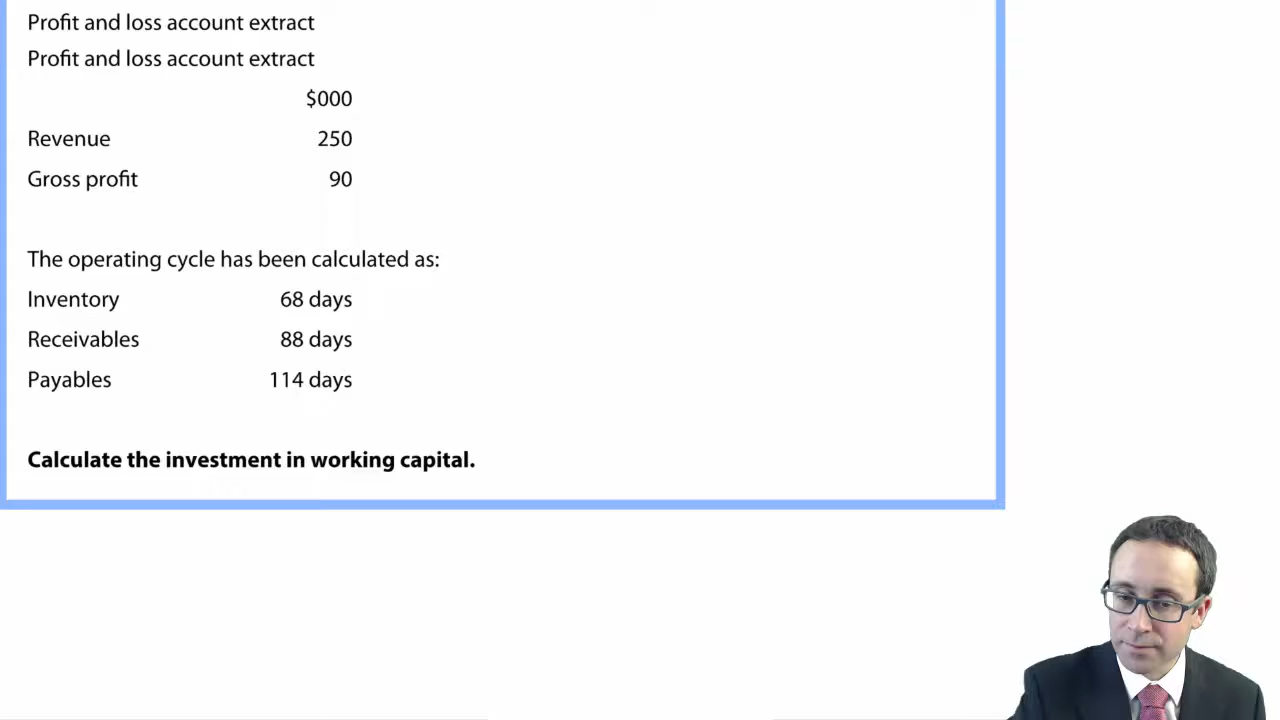 Profit and loss account extract
Profit and loss account extract
$000
Revenue 250
Gross profit 90
The operating cycle has been calculated as:
Inventory 68 days
Receivables 88 days
Payables 114 days
Calculate the investment in working capital.